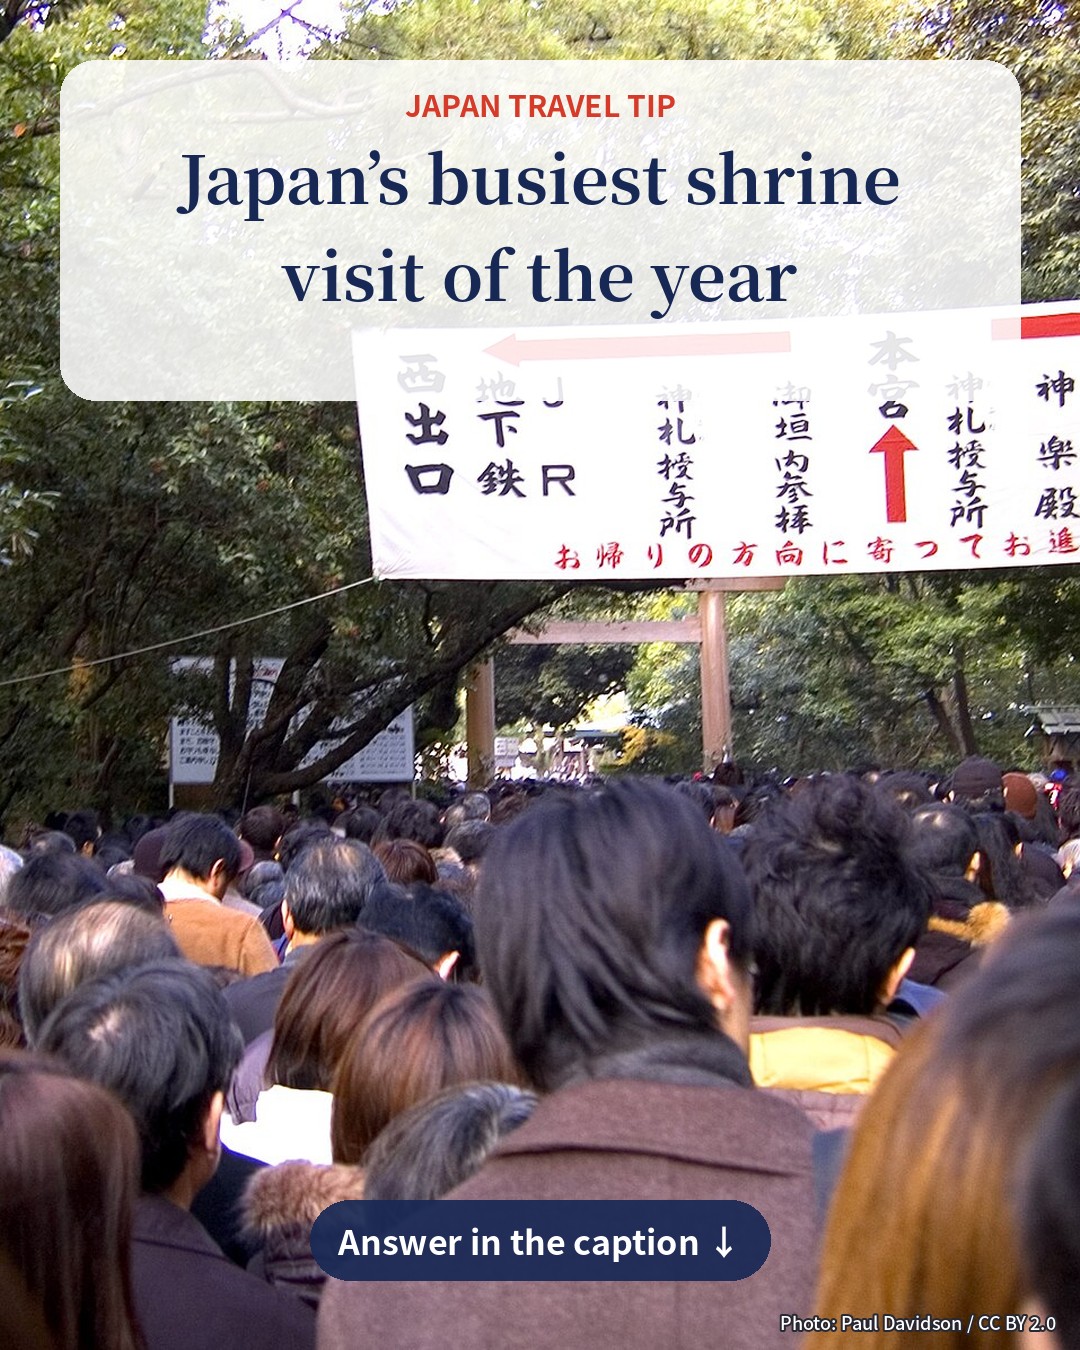 JAPAN TRAVEL TIP
Japan’s busiest shrine
visit of the year
西出口
地下鉄
JR
神札授与所
御垣内参拝
本宮
神札授与所
神楽殿
お帰りの方向に寄ってお進
Answer in the caption ↓
Photo: Paul Davidson / CC BY 2.0